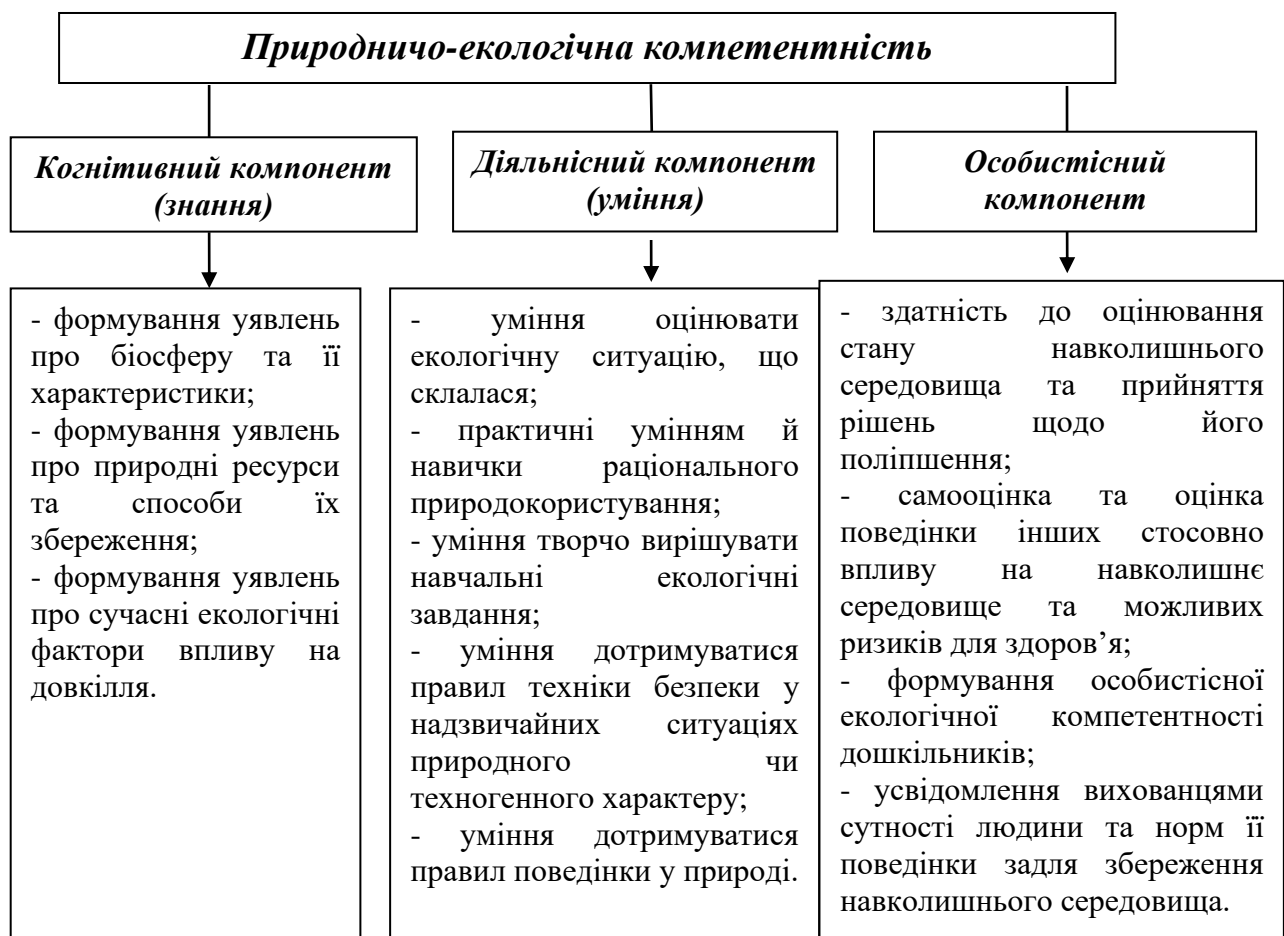 Природничо-екологічна компетентність
Когнітивний компонент
(знання)
Діяльнісний компонент
(уміння)
Особистісний
компонент
- формування уявлень
про біосферу та її
характеристики;
- формування уявлень
про природні ресурси
та способи їх
збереження;
- формування уявлень
про сучасні екологічні
фактори впливу на
довкілля.
- уміння оцінювати
екологічну ситуацію, що
склалася;
- практичні умінням й
навички раціонального
природокористування;
- уміння творчо вирішувати
навчальні екологічні
завдання;
- уміння дотримуватися
правил техніки безпеки у
надзвичайних ситуаціях
природного чи
техногенного характеру;
- уміння дотримуватися
правил поведінки у природі.
- здатність до оцінювання
стану навколишнього
середовища та прийняття
рішень щодо його
поліпшення;
- самооцінка та оцінка
поведінки інших стосовно
впливу на навколишнє
середовище та можливих
ризиків для здоров’я;
- формування особистісної
екологічної компетентності
дошкільників;
- усвідомлення вихованцями
сутності людини та норм її
поведінки задля збереження
навколишнього середовища.